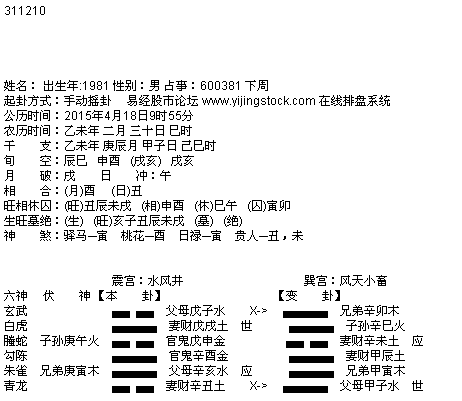 311210
姓名： 出生年:1981 性别：男 占亊：600381 下周
起卦方式：手动摇卦 易经股市论坛 www.yijingstock.com 在线排盘系统
公历时间：2015年4月18日9时55分
农历时间：乙未年 二月 三十日 巳时
干 支：乙未年 庚辰月 甲子日 己巳时
旬 空：辰巳 申酉 (戌亥) 戌亥
月 破：戌 日 冲：午
相 合：(月)酉 (日)丑
旺相休囚：(旺)丑辰未戌 (相)申酉 (休)巳午 (囚)寅卯
生旺墓绝：(生) (旺)亥子丑辰未戌 (墓) (绝)
神 煞：驿马─寅 桃花─酉 日禄─寅 贵人─丑，未
震宫：水风井 巽宫：风天小畜
六神 伏 神 【本 卦】 【变 卦】
玄武 父母戊子水 X-> 兄弟辛卯木
白虎 妻财戊戌土 世 子孙辛巳火
螣蛇 子孙庚午火 官鬼戊申金 妻财辛未土 应
勾陈 官鬼辛酉金 妻财甲辰土
朱雀 兄弟庚寅木 父母辛亥水 应 兄弟甲寅木
青龙 妻财辛丑土 X-> 父母甲子水 世